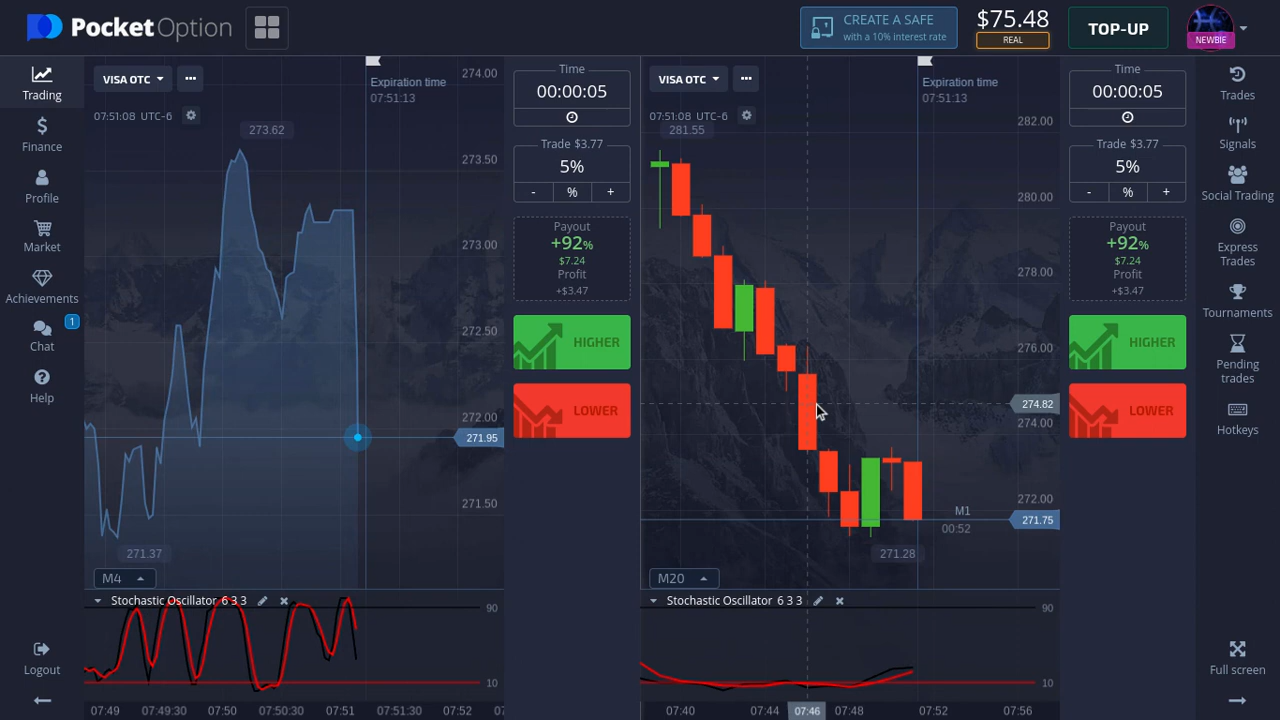 PocketOption
CREATE A SAFE
with a 10% interest rate
$75.48
REAL
TOP-UP
NEWBIE
Trading
Finance
Profile
Market
Achievements
1
Chat
Help
Logout
VISA OTC
07:51:08 UTC-6
Expiration time
07:51:13
274.00
273.62
273.50
273.00
272.50
272.00
271.95
271.50
271.37
M4
Stochastic Oscillator 6 3 3
90
10
07:49
07:49:30
07:50
07:50:30
07:51
07:51:30
07:52
Time
00:00:05
Trade $3.77
5%
- % +
Payout
+92%
$7.24
Profit
+$3.47
HIGHER
LOWER
VISA OTC
07:51:08 UTC-6
281.55
Expiration time
07:51:13
282.00
280.00
278.00
276.00
274.82
274.00
272.00
271.75
M1
00:52
271.28
M20
Stochastic Oscillator 6 3 3
90
10
07:40
07:44
07:46
07:48
07:52
07:56
Time
00:00:05
Trade $3.77
5%
- % +
Payout
+92%
$7.24
Profit
+$3.47
HIGHER
LOWER
Trades
Signals
Social Trading
Express
Trades
Tournaments
Pending
trades
Hotkeys
Full screen